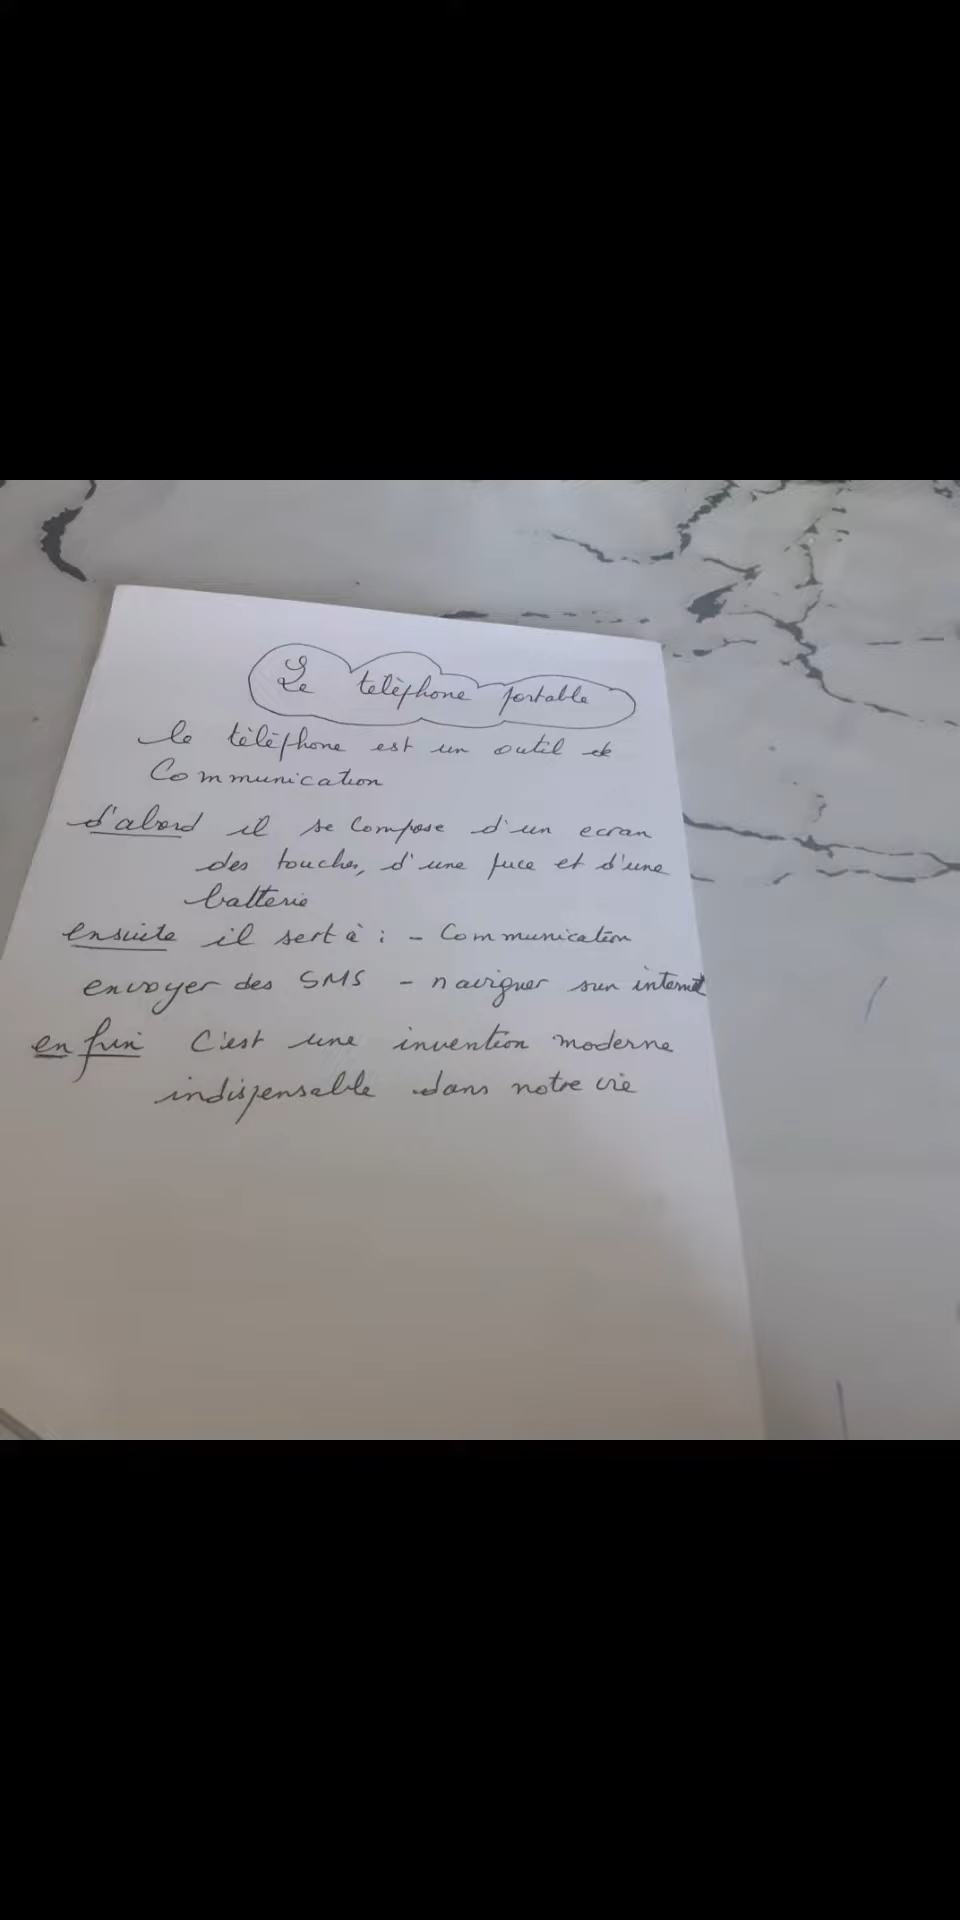 Le telèphone portable
le tèlèphone est un outil de
Communication
d'abord il se Compose d'un ecran
des touches, d'une puce et d'une
batterie
ensuite il sert à : - Communication
envoyer des SMS - naviguer sur internet
en fin C'est une invention moderne
indispensable dans notre vie